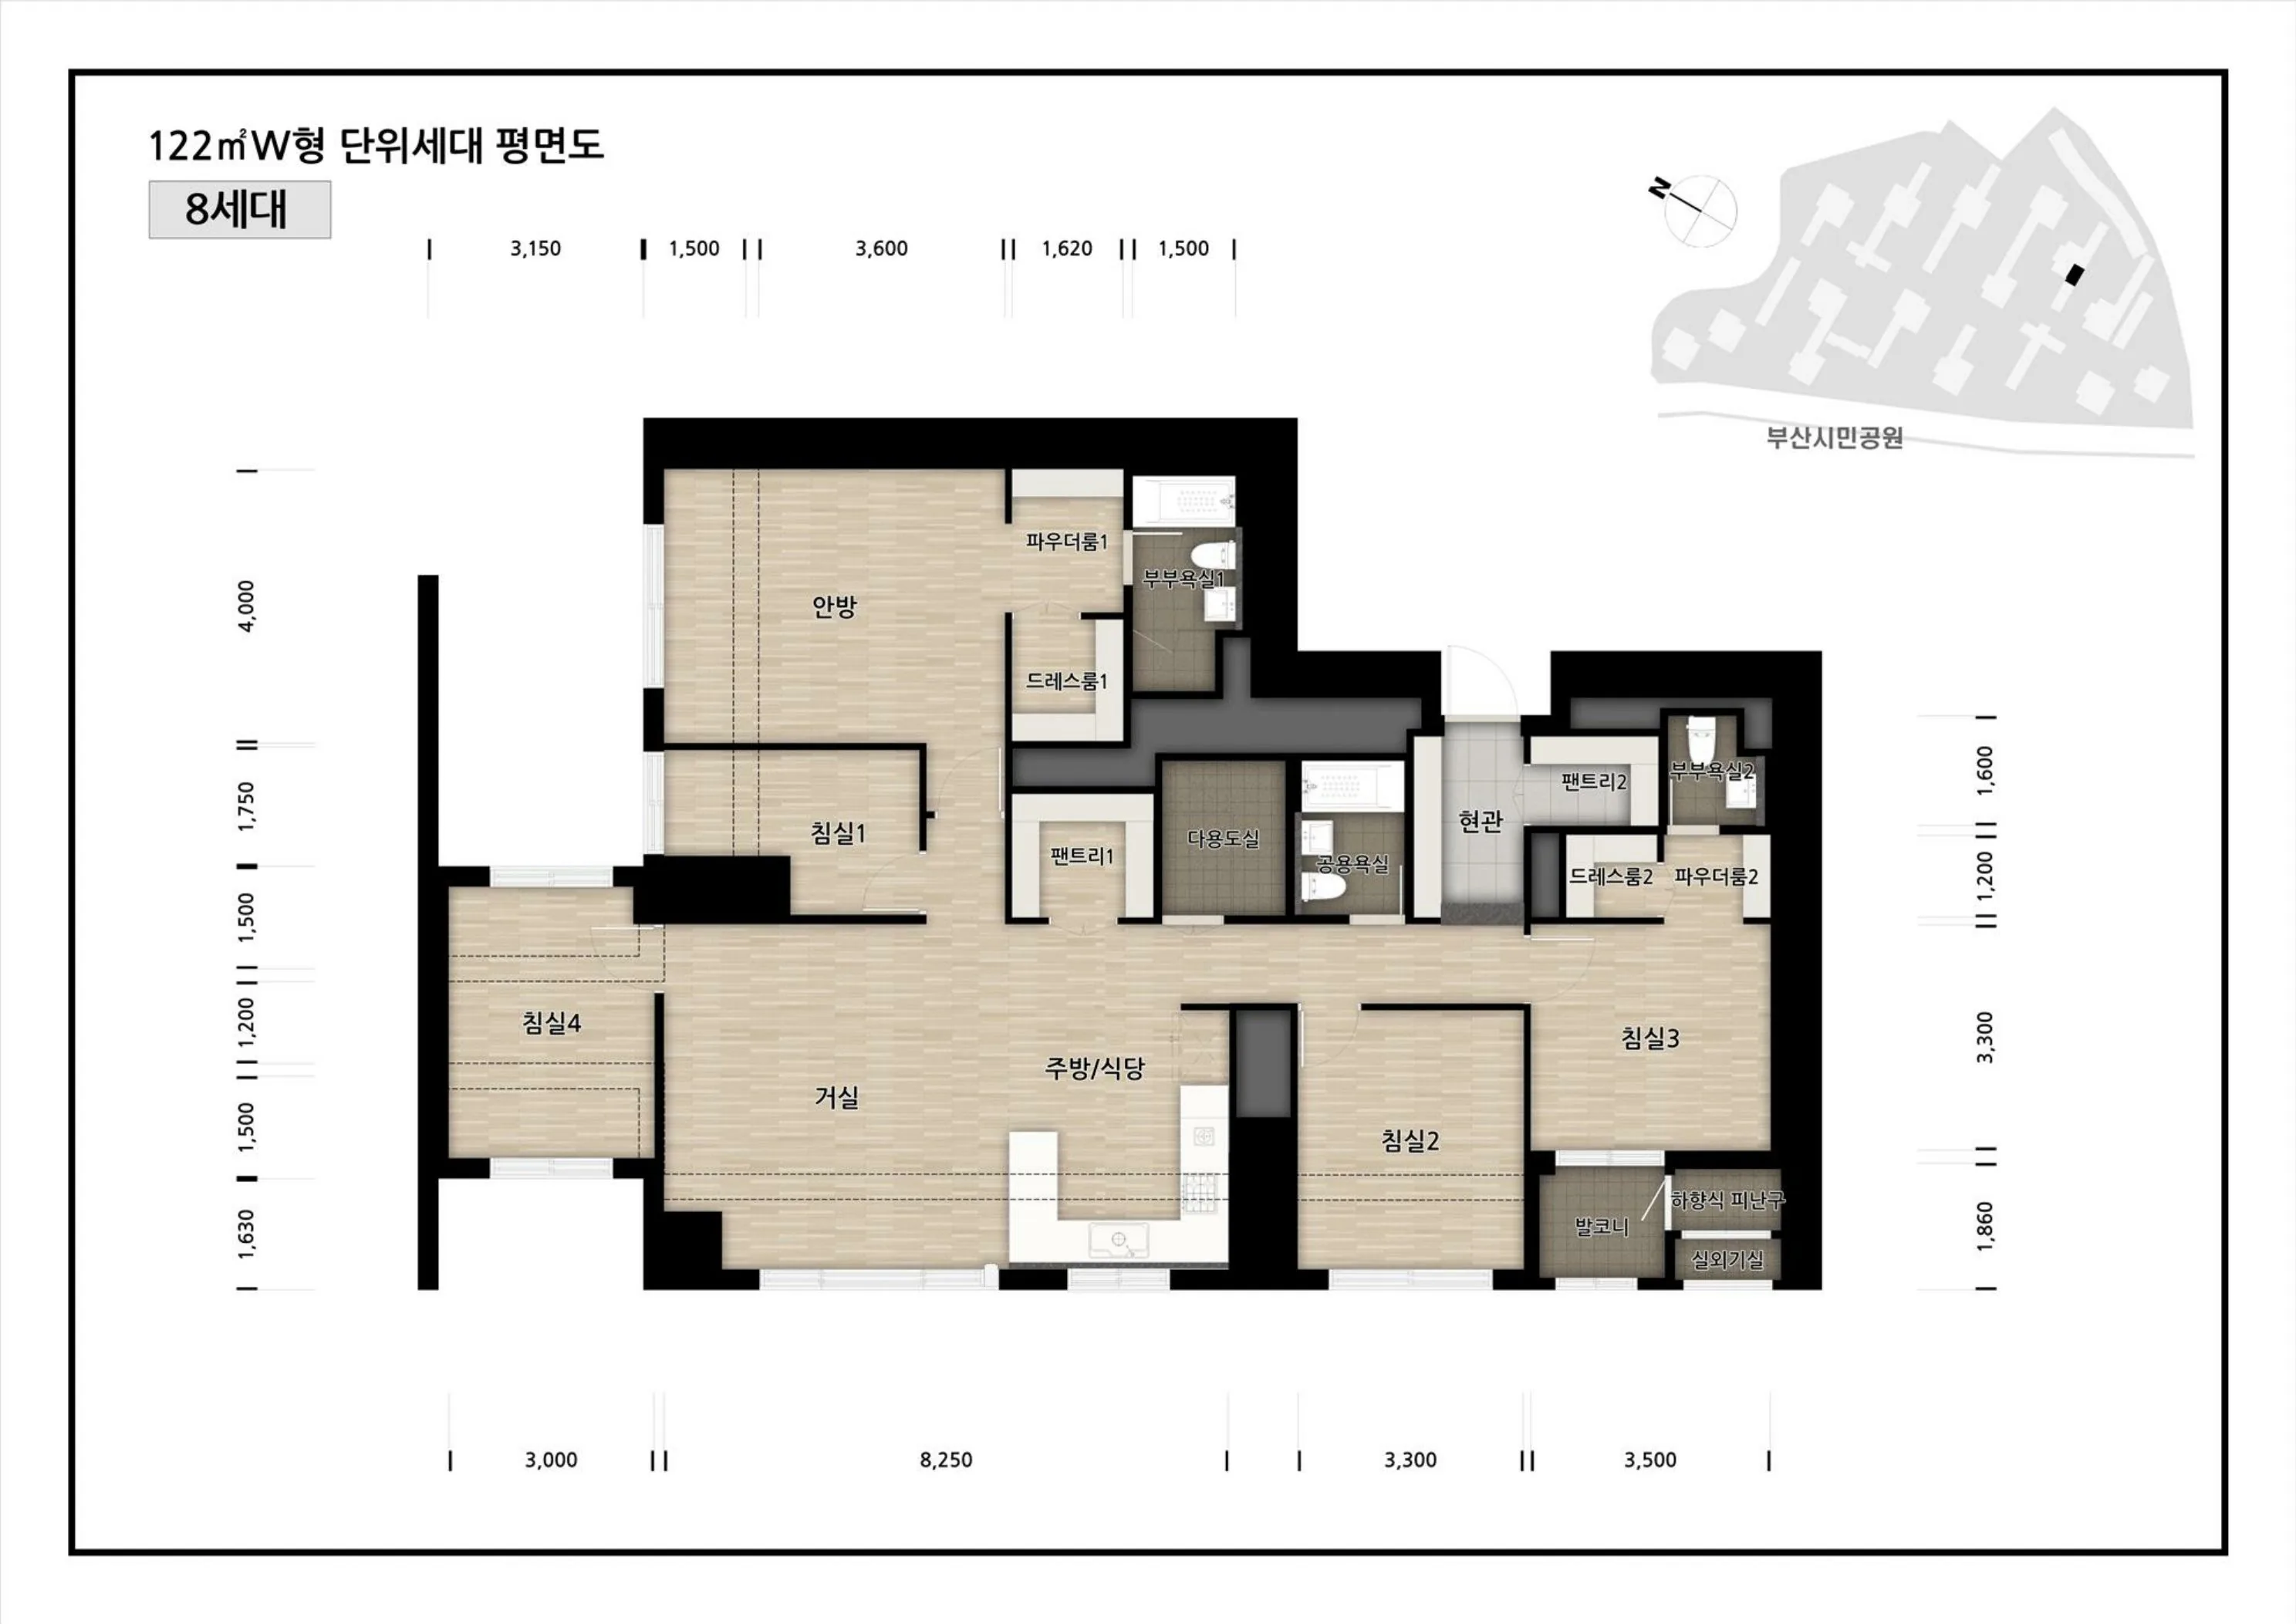 122㎡W형 단위세대 평면도
8세대
N
부산시민공원
3,150
1,500
3,600
1,620
1,500
4,000
1,750
1,500
1,200
1,500
1,630
안방
파우더룸1
부부욕실1
드레스룸1
침실1
팬트리1
다용도실
공용욕실
현관
팬트리2
부부욕실2
드레스룸2
파우더룸2
침실4
거실
주방/식당
침실2
침실3
발코니
하향식 피난구
실외기실
1,600
1,200
3,300
1,860
3,000
8,250
3,300
3,500